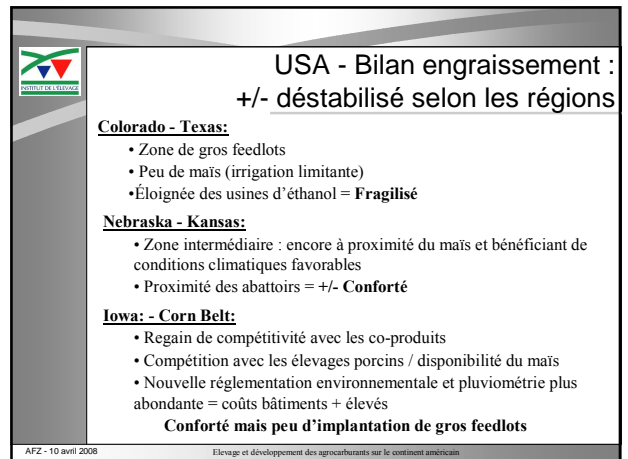 INSTITUT DE L'ÉLEVAGE
USA - Bilan engraissement :
+/- déstabilisé selon les régions
Colorado - Texas:
• Zone de gros feedlots
• Peu de maïs (irrigation limitante)
•Éloignée des usines d'éthanol = Fragilisé
Nebraska - Kansas:
• Zone intermédiaire : encore à proximité du maïs et bénéficiant de
conditions climatiques favorables
• Proximité des abattoirs = +/- Conforté
Iowa: - Corn Belt:
• Regain de compétitivité avec les co-produits
• Compétition avec les élevages porcins / disponibilité du maïs
• Nouvelle réglementation environnementale et pluviométrie plus
abondante = coûts bâtiments + élevés
Conforté mais peu d'implantation de gros feedlots
AFZ - 10 avril 2008
Elevage et développement des agrocarburants sur le continent américain